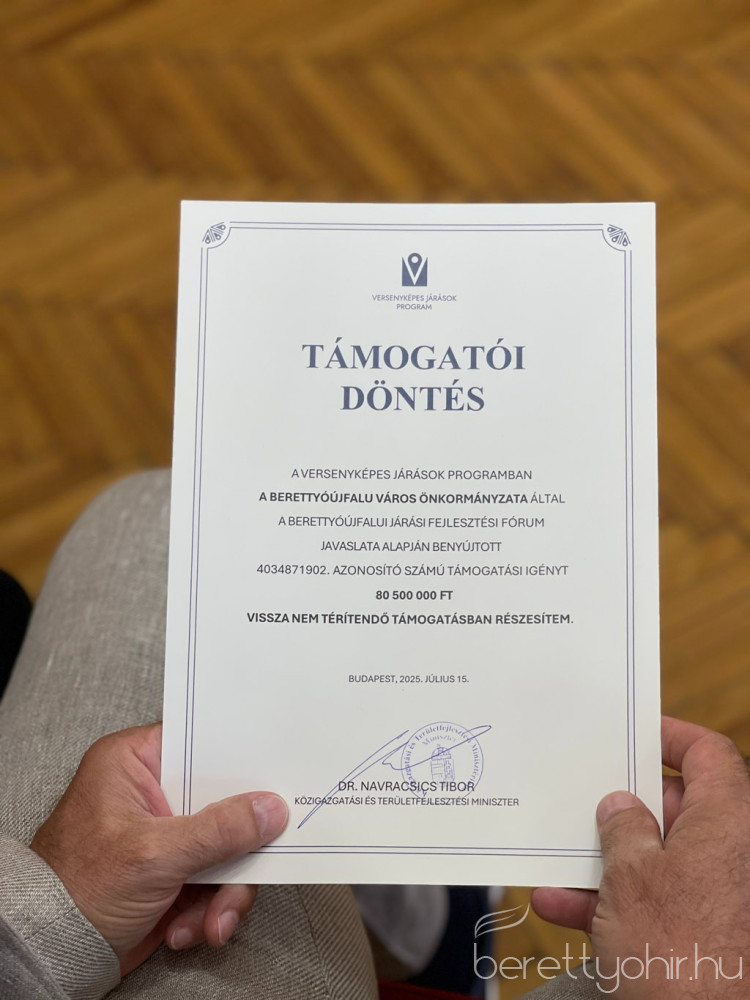 VERSENYKÉPES JÁRÁSOK
PROGRAM
TÁMOGATÓI
DÖNTÉS
A VERSENYKÉPES JÁRÁSOK PROGRAMBAN
A BERETTYÓÚJFALU VÁROS ÖNKORMÁNYZATA ÁLTAL
A BERETTYÓÚJFALUI JÁRÁSI FEJLESZTÉSI FÓRUM
JAVASLATA ALAPJÁN BENYÚJTOTT
4034871902. AZONOSÍTÓ SZÁMÚ TÁMOGATÁSI IGÉNYT
80 500 000 FT
VISSZA NEM TÉRÍTENDŐ TÁMOGATÁSBAN RÉSZESÍTEM.
BUDAPEST, 2025. JÚLIUS 15.
DR. NAVRACSICS TIBOR
KÖZIGAZGATÁSI ÉS TERÜLETFEJLESZTÉSI MINISZTER
berettyohir.hu